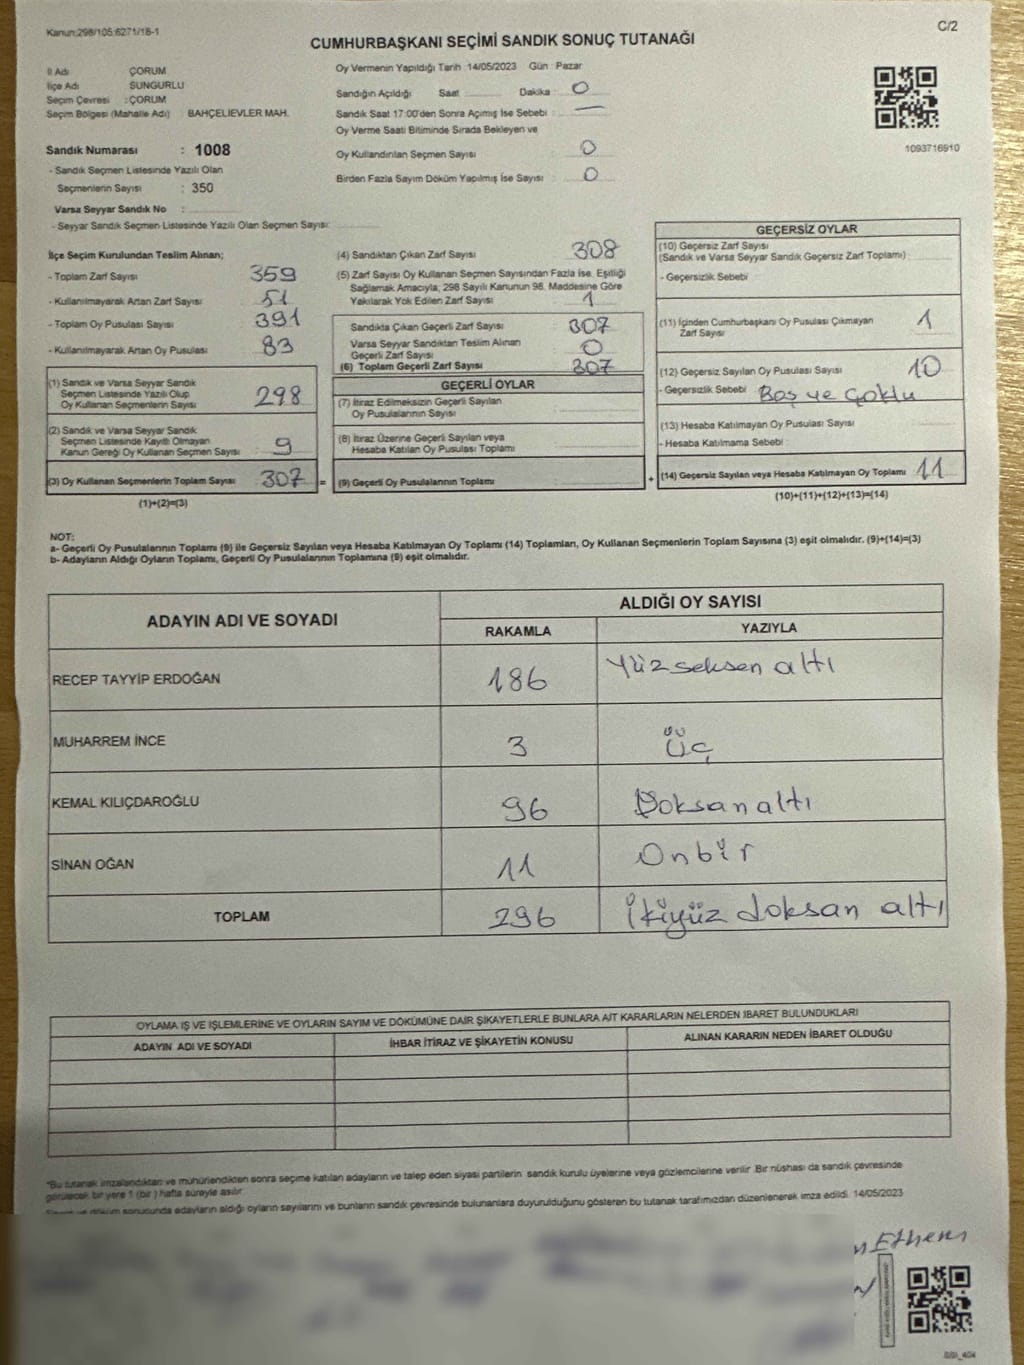 Kanun:298/105;6271/18-1
C/2
CUMHURBAŞKANI SEÇİMİ SANDIK SONUÇ TUTANAĞI
İl Adı ÇORUM
İlçe Adı SUNGURLU
Seçim Çevresi : ÇORUM
Seçim Bölgesi (Mahalle Adı) BAHÇELİEVLER MAH.
Sandık Numarası : 1008
- Sandık Seçmen Listesinde Yazılı Olan
Seçmenlerin Sayısı : 350
Varsa Seyyar Sandık No :
- Seyyar Sandık Seçmen Listesinde Yazılı Olan Seçmen Sayısı:
Oy Vermenin Yapıldığı Tarih 14/05/2023 Gün : Pazar
Sandığın Açıldığı Saat Dakika : 0
Sandık Saat 17:00'den Sonra Açılmış İse Sebebi : —
Oy Verme Saati Bitiminde Sırada Bekleyen ve
Oy Kullandırılan Seçmen Sayısı : 0
Birden Fazla Sayım Döküm Yapılmış İse Sayısı : 0
1093716910
İlçe Seçim Kurulundan Teslim Alınan;
- Toplam Zarf Sayısı : 359
- Kullanılmayarak Artan Zarf Sayısı : 51
- Toplam Oy Pusulası Sayısı : 391
- Kullanılmayarak Artan Oy Pusulası : 83
(1) Sandık ve Varsa Seyyar Sandık
Seçmen Listesinde Yazılı Olup
Oy Kullanan Seçmenlerin Sayısı : 298
(2) Sandık ve Varsa Seyyar Sandık
Seçmen Listesinde Kayıtlı Olmayan
Kanun Gereği Oy Kullanan Seçmen Sayısı : 9
(3) Oy Kullanan Seçmenlerin Toplam Sayısı : 307 =
(1)+(2)=(3)
(4) Sandıktan Çıkan Zarf Sayısı : 308
(5) Zarf Sayısı Oy Kullanan Seçmen Sayısından Fazla İse, Eşitliği
Sağlamak Amacıyla; 298 Sayılı Kanunun 98. Maddesine Göre
Yakılarak Yok Edilen Zarf Sayısı : 1
Sandıkta Çıkan Geçerli Zarf Sayısı : 307
Varsa Seyyar Sandıktan Teslim Alınan
Geçerli Zarf Sayısı : 0
(6) Toplam Geçerli Zarf Sayısı : 307
GEÇERLİ OYLAR
(7) İtiraz Edilmeksizin Geçerli Sayılan
Oy Pusulalarının Sayısı :
(8) İtiraz Üzerine Geçerli Sayılan veya
Hesaba Katılan Oy Pusulası Toplamı :
(9) Geçerli Oy Pusulalarının Toplamı : +
GEÇERSİZ OYLAR
(10) Geçersiz Zarf Sayısı
(Sandık ve Varsa Seyyar Sandık Geçersiz Zarf Toplamı) :
- Geçersizlik Sebebi :
(11) İçinden Cumhurbaşkanı Oy Pusulası Çıkmayan
Zarf Sayısı : 1
(12) Geçersiz Sayılan Oy Pusulası Sayısı : 10
- Geçersizlik Sebebi : Boş ve çoklu
(13) Hesaba Katılmayan Oy Pusulası Sayısı :
- Hesaba Katılmama Sebebi :
(14) Geçersiz Sayılan veya Hesaba Katılmayan Oy Toplamı : 11
(10)+(11)+(12)+(13)=(14)
NOT:
a- Geçerli Oy Pusulalarının Toplamı (9) ile Geçersiz Sayılan veya Hesaba Katılmayan Oy Toplamı (14) Toplamları, Oy Kullanan Seçmenlerin Toplam Sayısına (3) eşit olmalıdır. (9)+(14)=(3)
b- Adayların Aldığı Oyların Toplamı, Geçerli Oy Pusulalarının Toplamına (9) eşit olmalıdır.
ADAYIN ADI VE SOYADI ALDIĞI OY SAYISI
RAKAMLA YAZIYLA
RECEP TAYYİP ERDOĞAN 186 Yüz seksen altı
MUHARREM İNCE 3 Üç
KEMAL KILIÇDAROĞLU 96 Doksan altı
SİNAN OĞAN 11 Onbir
TOPLAM 296 İkiyüz doksan altı
OYLAMA İŞ VE İŞLEMLERİNE VE OYLARIN SAYIM VE DÖKÜMÜNE DAİR ŞİKAYETLERLE BUNLARA AİT KARARLARIN NELERDEN İBARET BULUNDUKLARI
ADAYIN ADI VE SOYADI İHBAR İTİRAZ VE ŞİKAYETİN KONUSU ALINAN KARARIN NEDEN İBARET OLDUĞU
*Bu tutanak imzalandıktan ve mühürlendikten sonra seçime katılan adayların ve talep eden siyasi partilerin sandık kurulu üyelerine veya gözlemcilerine verilir. Bir nüshası da sandık çevresinde
görülecek bir yere 1 (bir) hafta süreyle asılır.
Sayım ve döküm sonucunda adayların aldığı oyların sayılarını ve bunların sandık çevresinde bulunanlara duyurulduğunu gösteren bu tutanak tarafımızdan düzenlenerek imza edildi. 14/05/2023
Ethem